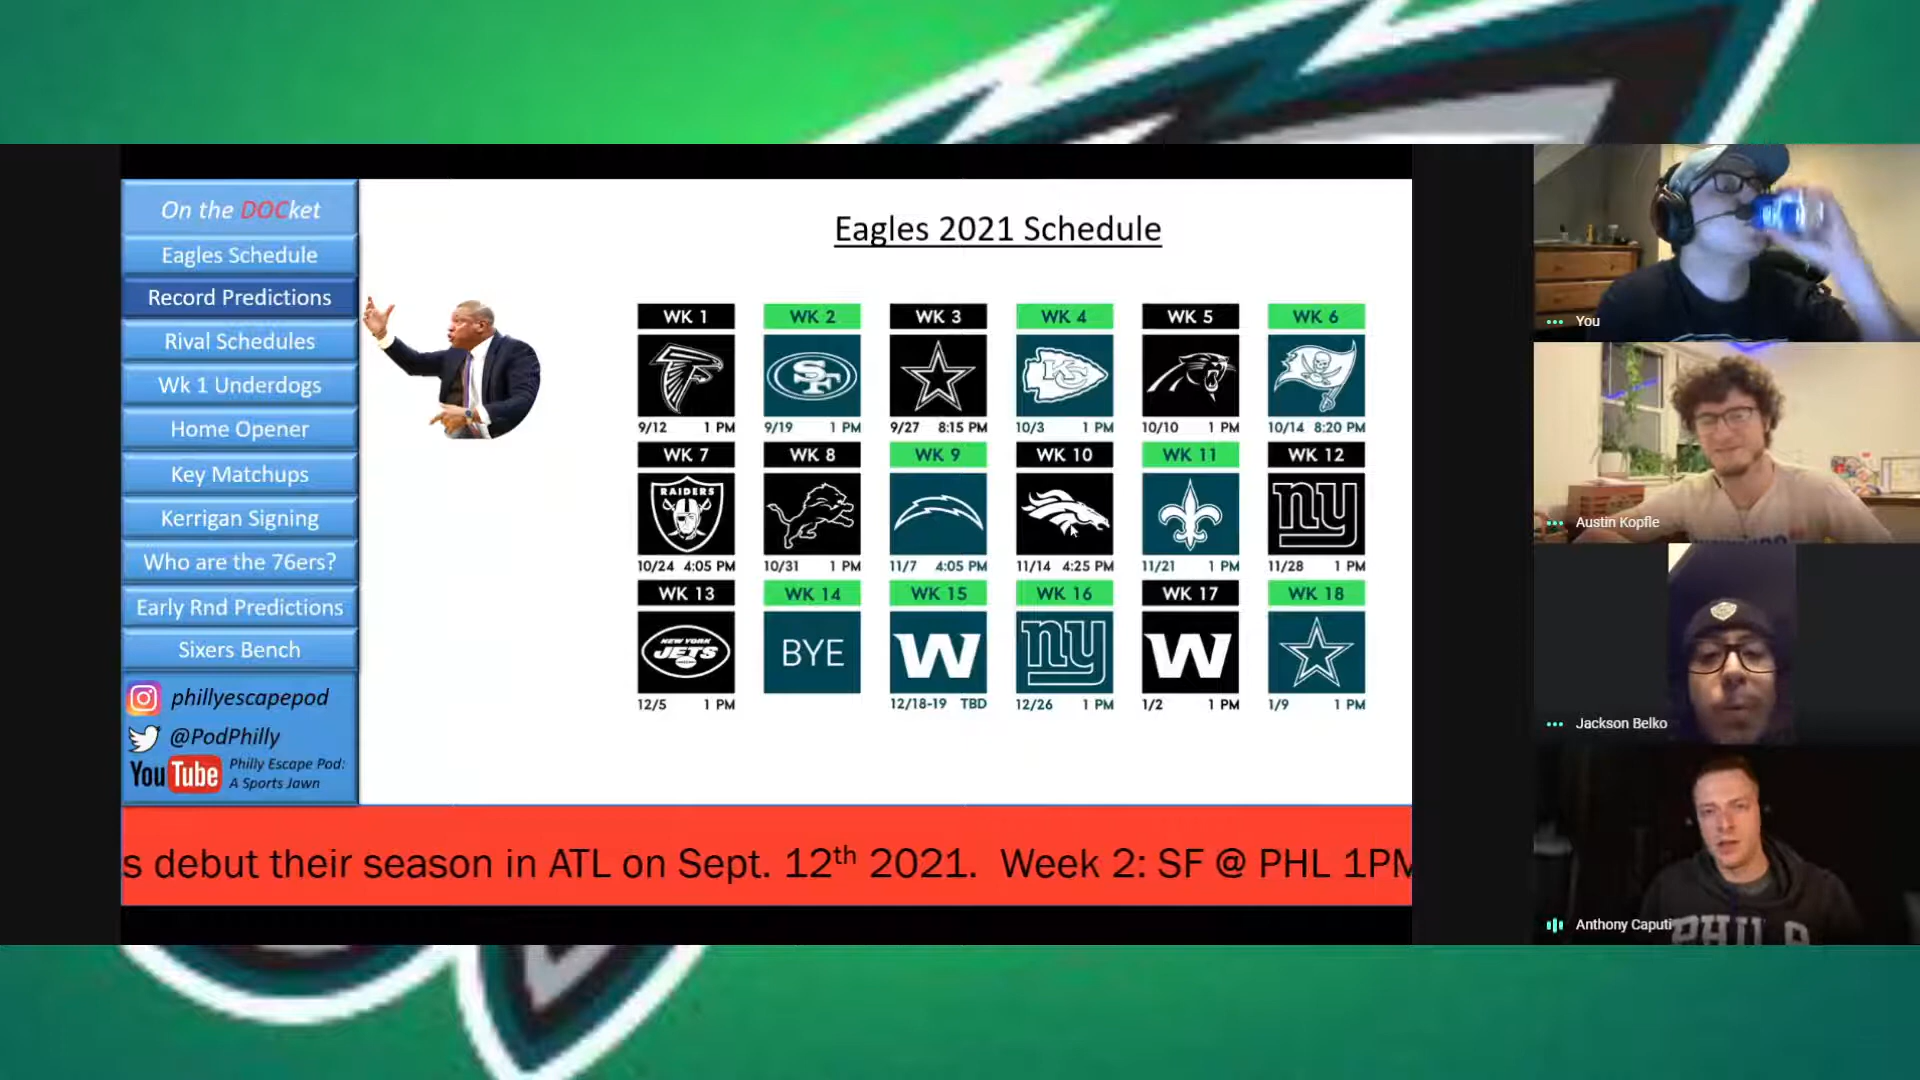 On the DOCket
Eagles Schedule
Record Predictions
Rival Schedules
Wk 1 Underdogs
Home Opener
Key Matchups
Kerrigan Signing
Who are the 76ers?
Early Rnd Predictions
Sixers Bench
phillyescapepod
@PodPhilly
YouTube
Philly Escape Pod:
A Sports Jawn
Eagles 2021 Schedule
WK 1 WK 2 WK 3 WK 4 WK 5 WK 6
SF KC
9/12 1 PM 9/19 1 PM 9/27 8:15 PM 10/3 1 PM 10/10 1 PM 10/14 8:20 PM
WK 7 WK 8 WK 9 WK 10 WK 11 WK 12
RAIDERS ny
10/24 4:05 PM 10/31 1 PM 11/7 4:05 PM 11/14 4:25 PM 11/21 1 PM 11/28 1 PM
WK 13 WK 14 WK 15 WK 16 WK 17 WK 18
NEW YORK
JETS BYE W ny W
12/5 1 PM 12/18-19 TBD 12/26 1 PM 1/2 1 PM 1/9 1 PM
s debut their season in ATL on Sept. 12th 2021. Week 2: SF @ PHL 1PM
You
Austin Kopfle
Jackson Belko
Anthony Caputi
PHILA